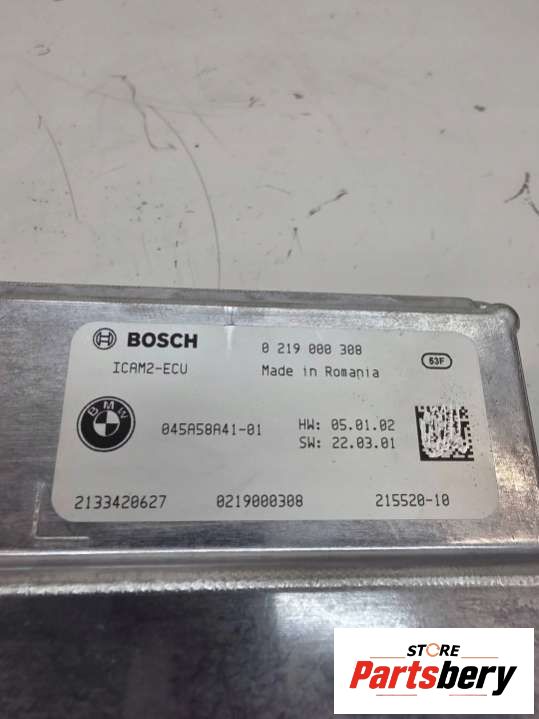 BOSCH 0 219 000 308
ICAM2-ECU Made in Romania 63F
BMW 045A58A41-01 HW: 05.01.02
SW: 22.03.01
2133420627 0219000308 215520-10
STORE
Partsbery